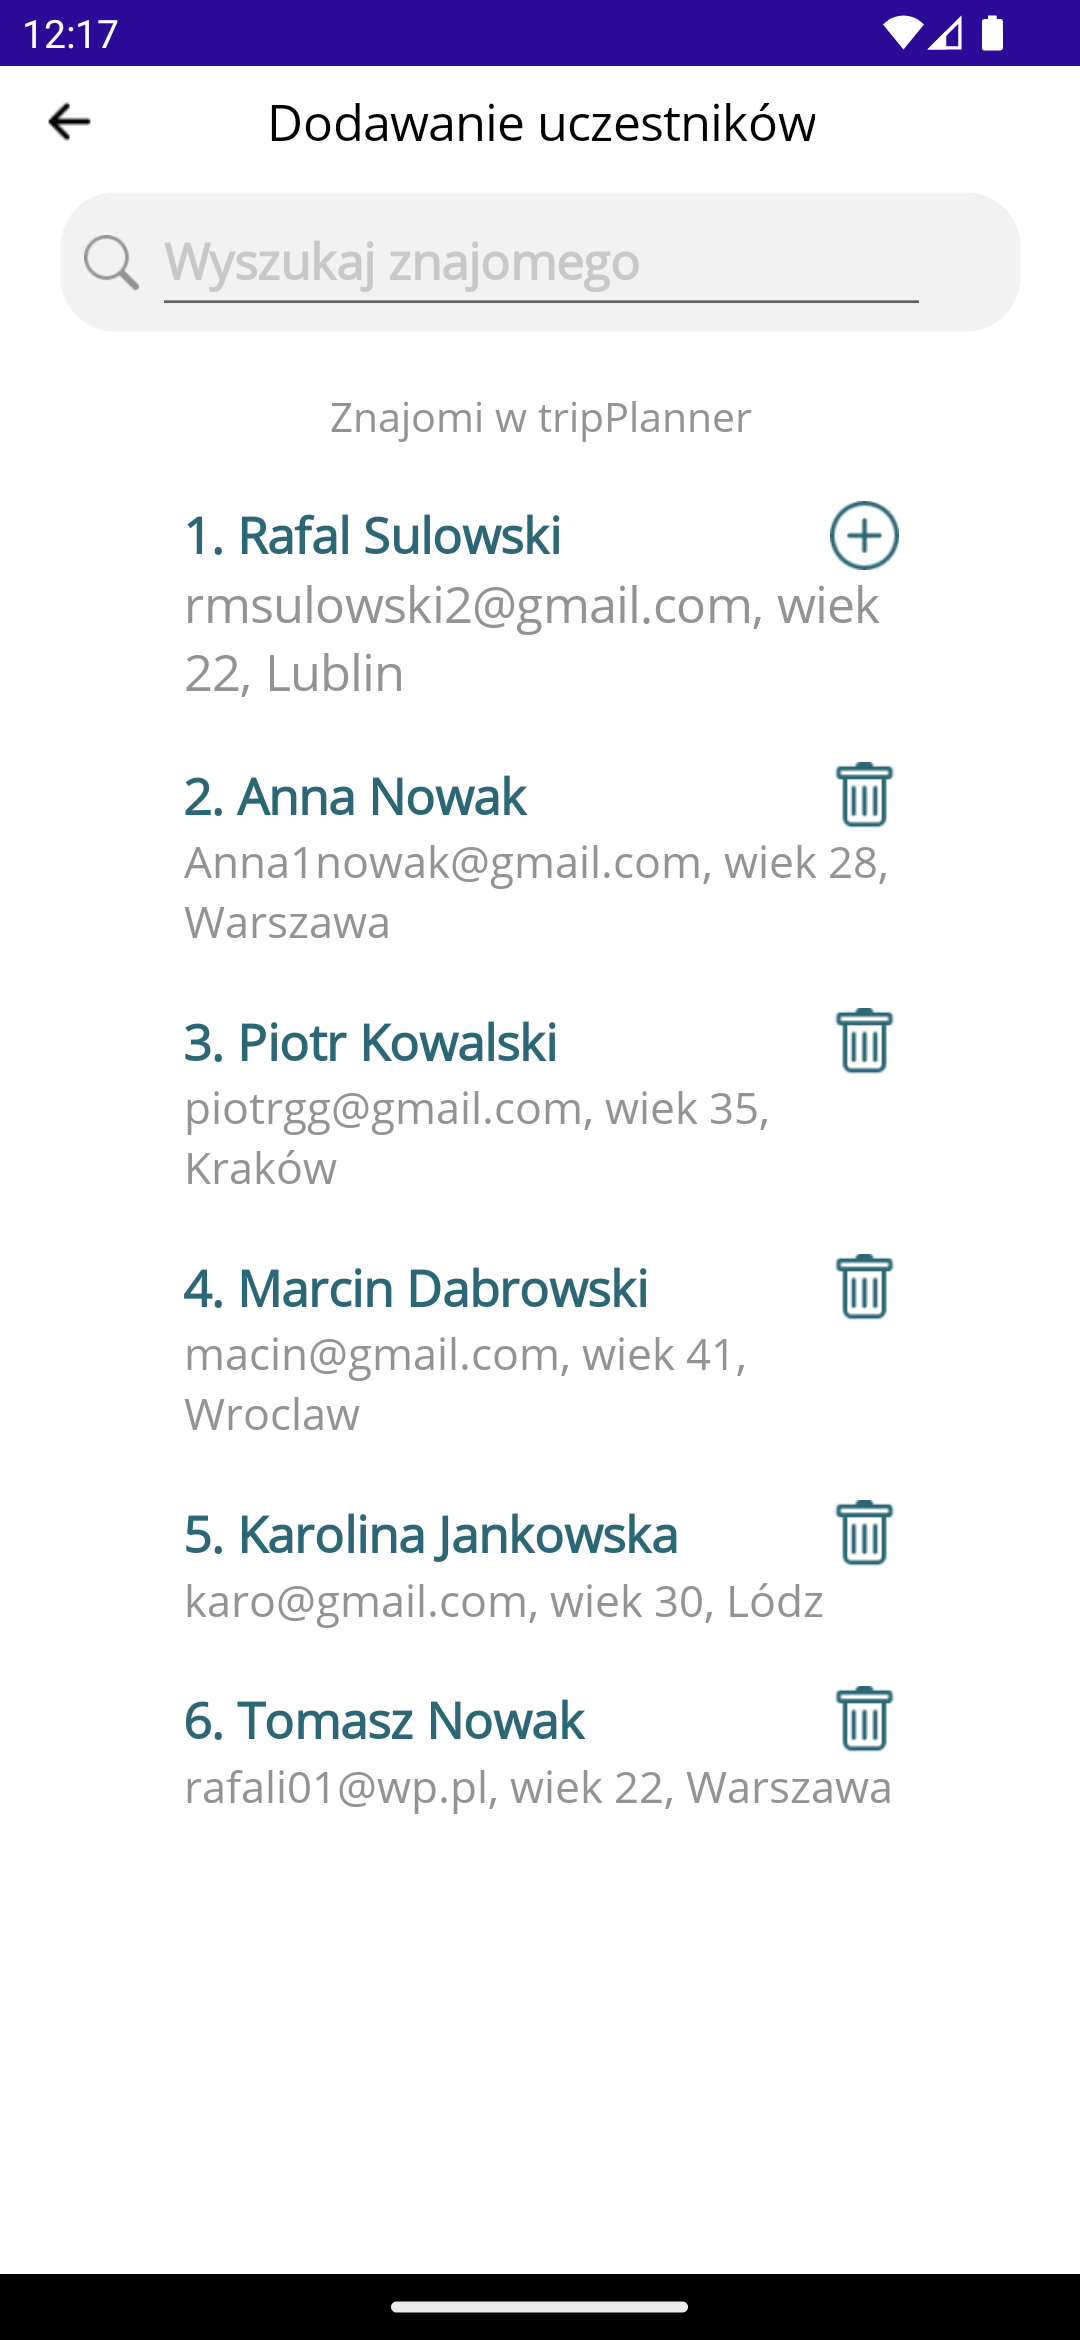 12:17
Dodawanie uczestników
Wyszukaj znajomego
Znajomi w tripPlanner
1. Rafal Sulowski
rmsulowski2@gmail.com, wiek
22, Lublin
2. Anna Nowak
Anna1nowak@gmail.com, wiek 28,
Warszawa
3. Piotr Kowalski
piotrgg@gmail.com, wiek 35,
Kraków
4. Marcin Dabrowski
macin@gmail.com, wiek 41,
Wroclaw
5. Karolina Jankowska
karo@gmail.com, wiek 30, Lódz
6. Tomasz Nowak
rafali01@wp.pl, wiek 22, Warszawa